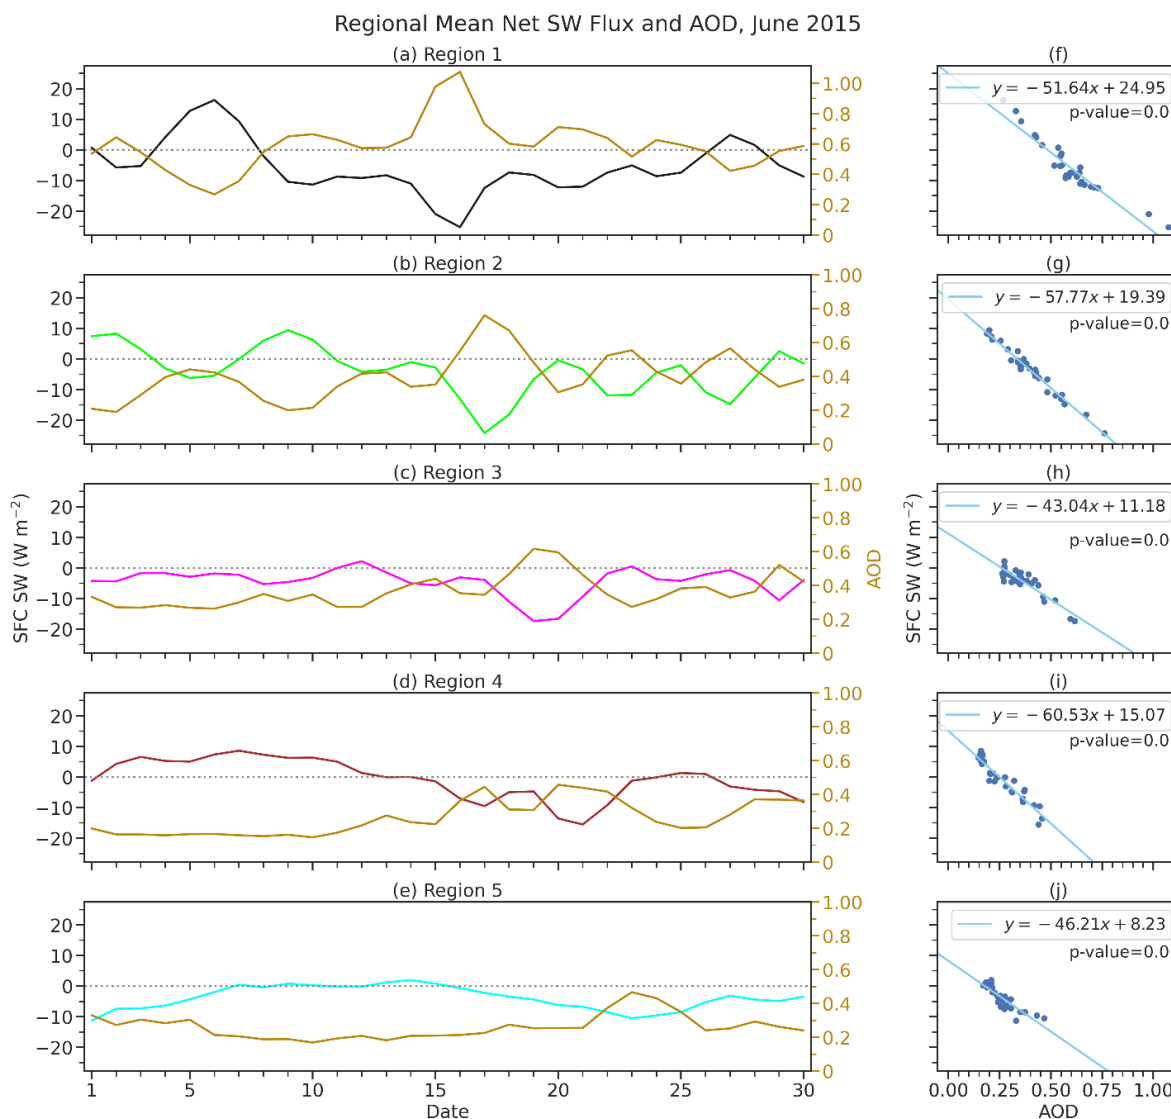 Regional Mean Net SW Flux and AOD, June 2015
(a) Region 1
20
10
0
−10
−20
1.00
0.8
0.6
0.4
0.2
0
(f)
y = − 51.64x + 24.95
p-value=0.0
(b) Region 2
20
10
0
−10
−20
1.00
0.8
0.6
0.4
0.2
0
(g)
y = − 57.77x + 19.39
p-value=0.0
(c) Region 3
SFC SW (W m⁻²)
20
10
0
−10
−20
1.00
0.8
0.6
0.4
0.2
0
AOD
(h)
SFC SW (W m⁻²)
y = − 43.04x + 11.18
p-value=0.0
(d) Region 4
20
10
0
−10
−20
1.00
0.8
0.6
0.4
0.2
0
(i)
y = − 60.53x + 15.07
p-value=0.0
(e) Region 5
20
10
0
−10
−20
1.00
0.8
0.6
0.4
0.2
0
1 5 10 15 20 25 30
Date
(j)
y = − 46.21x + 8.23
p-value=0.0
0.00 0.25 0.50 0.75 1.00
AOD